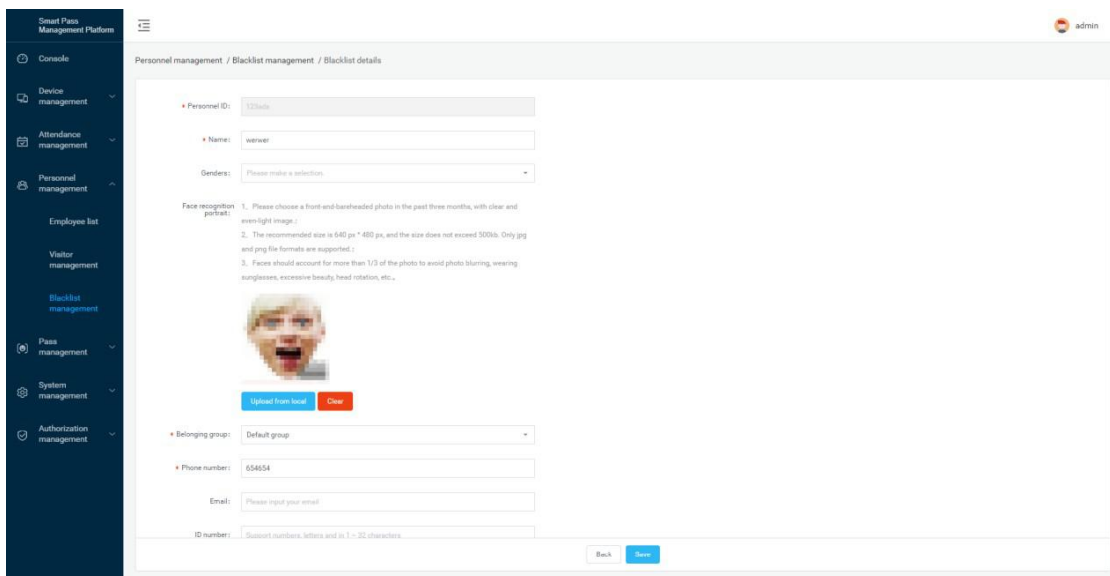 Smart Pass
Management Platform
admin
Console
Personnel management / Blacklist management / Blacklist details
Device
management
Attendance
management
Personnel
management
Employee list
Visitor
management
Blacklist
management
Pass
management
System
management
Authorization
management
* Personnel ID:
* Name: werwer
Genders: Please make a selection.
Face recognition
portrait:
1、Please choose a front-and-bareheaded photo in the past three months, with clear and
even-light image.;
2、The recommended size is 640 px * 480 px, and the size does not exceed 500kb. Only jpg
and png file formats are supported.;
3、Faces should account for more than 1/3 of the photo to avoid photo blurring, wearing
sunglasses, excessive beauty, head rotation, etc.。
Upload from local Clear
* Belonging group: Default group
* Phone number: 654654
Email: Please input your email
ID number: Support numbers, letters and in 1 ~ 32 characters
Back Save